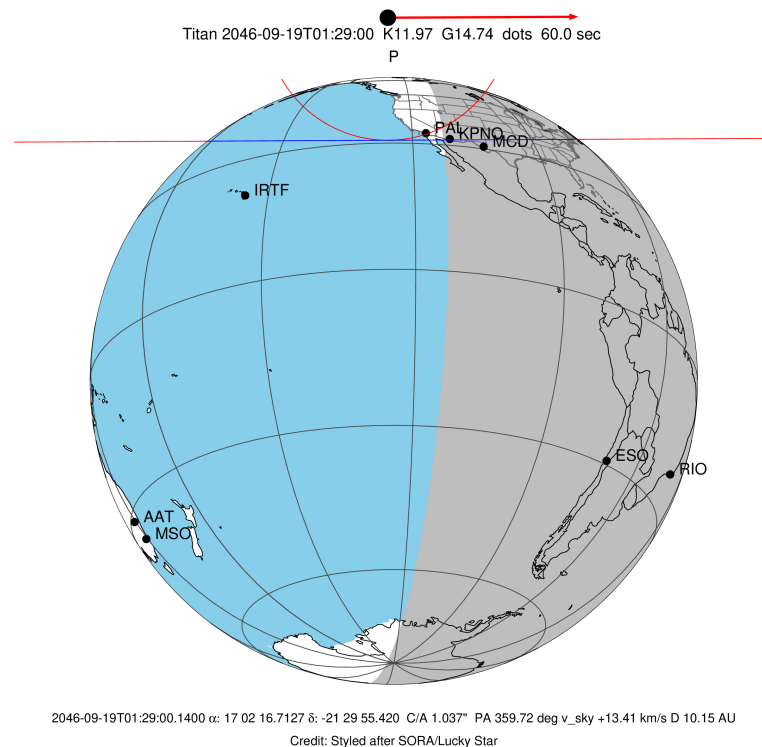 Titan 2046-09-19T01:29:00 K11.97 G14.74 dots 60.0 sec
P
PAL
KPNO
MCD
IRTF
ESO
RIO
AAT
MSO
2046-09-19T01:29:00.1400 α: 17 02 16.7127 δ: -21 29 55.420 C/A 1.037" PA 359.72 deg v_sky +13.41 km/s D 10.15 AU
Credit: Styled after SORA/Lucky Star